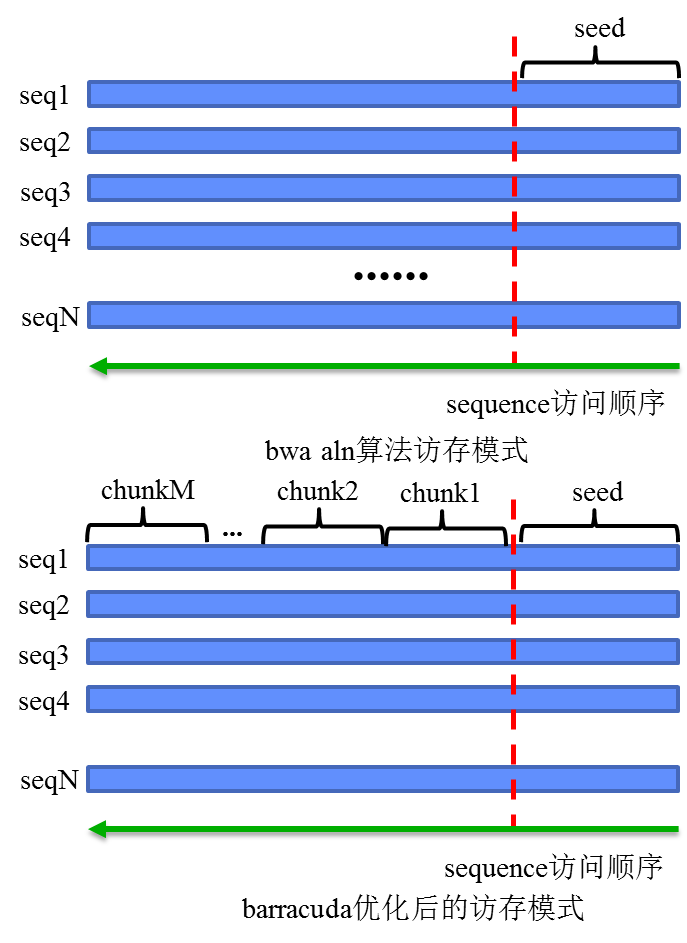 seed
seq1
seq2
seq3
seq4
……
seqN
sequence访问顺序
bwa aln算法访存模式
chunkM ... chunk2 chunk1 seed
seq1
seq2
seq3
seq4
seqN
sequence访问顺序
barracuda优化后的访存模式